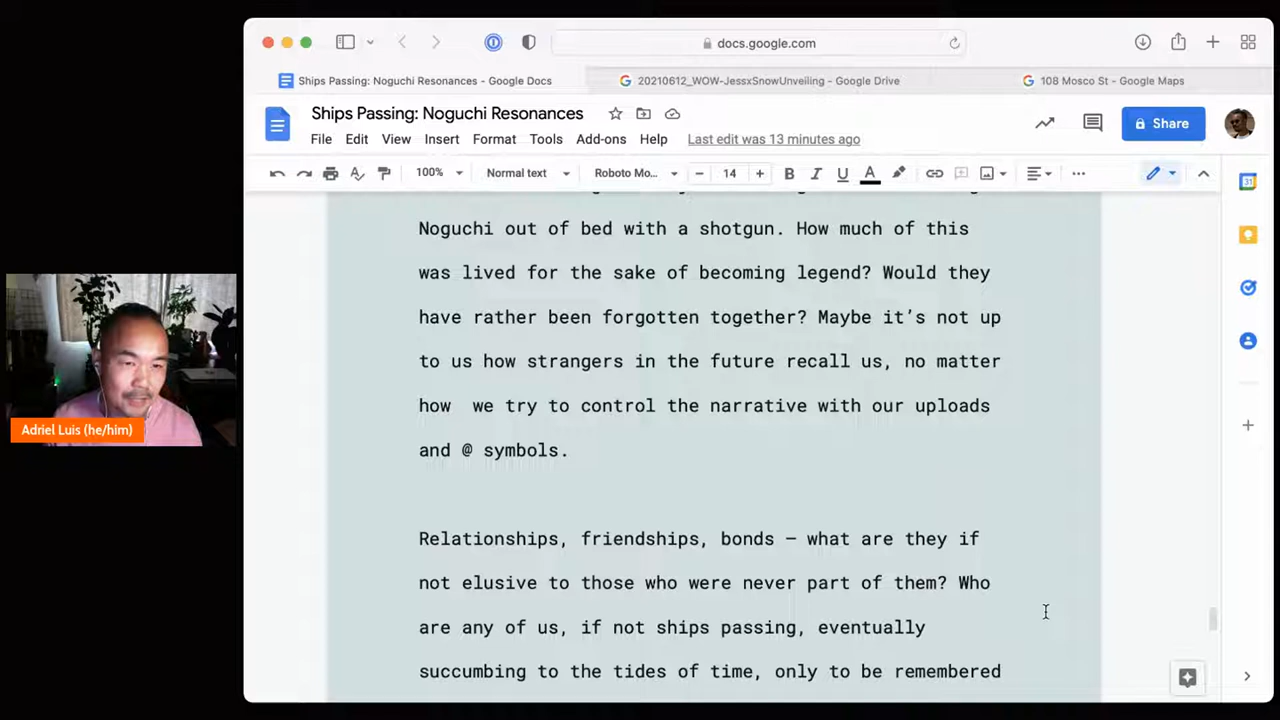 docs.google.com
Ships Passing: Noguchi Resonances - Google Docs
20210612_WOW-JessxSnowUnveiling - Google Drive
108 Mosco St - Google Maps
Ships Passing: Noguchi Resonances
Share
File Edit View Insert Format Tools Add-ons Help Last edit was 13 minutes ago
100% Normal text Roboto Mo... 14 B I U A
Noguchi out of bed with a shotgun. How much of this
was lived for the sake of becoming legend? Would they
have rather been forgotten together? Maybe it’s not up
to us how strangers in the future recall us, no matter
how  we try to control the narrative with our uploads
and @ symbols.
Relationships, friendships, bonds — what are they if
not elusive to those who were never part of them? Who
are any of us, if not ships passing, eventually
succumbing to the tides of time, only to be remembered
Adriel Luis (he/him)
31